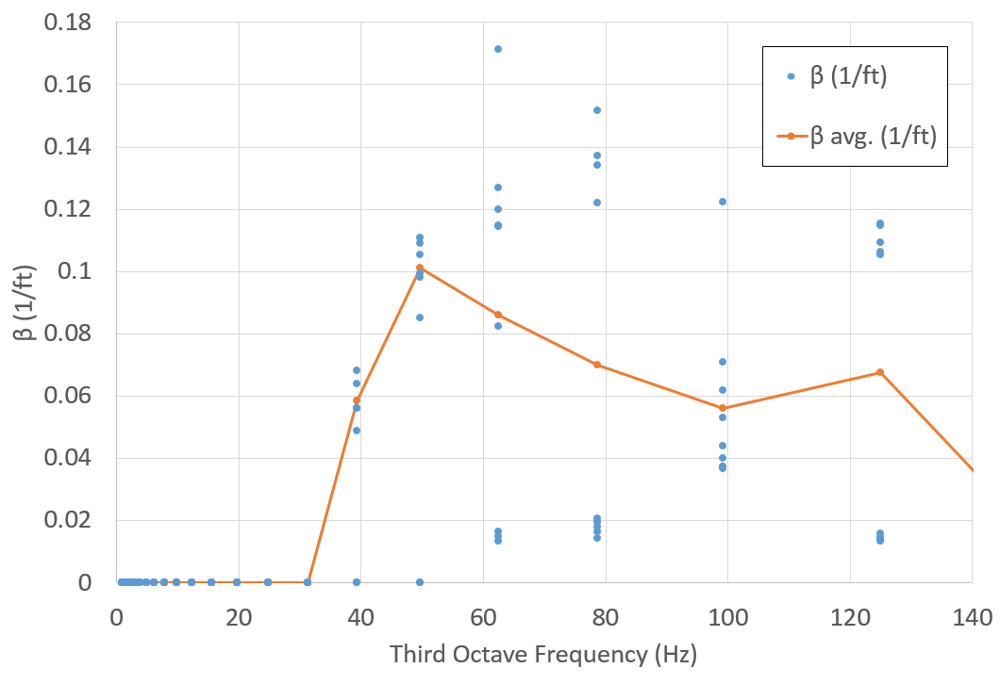 0.18
0.16
0.14
0.12
0.1
0.08
0.06
0.04
0.02
0
β (1/ft)
β (1/ft)
β avg. (1/ft)
0 20 40 60 80 100 120 140
Third Octave Frequency (Hz)